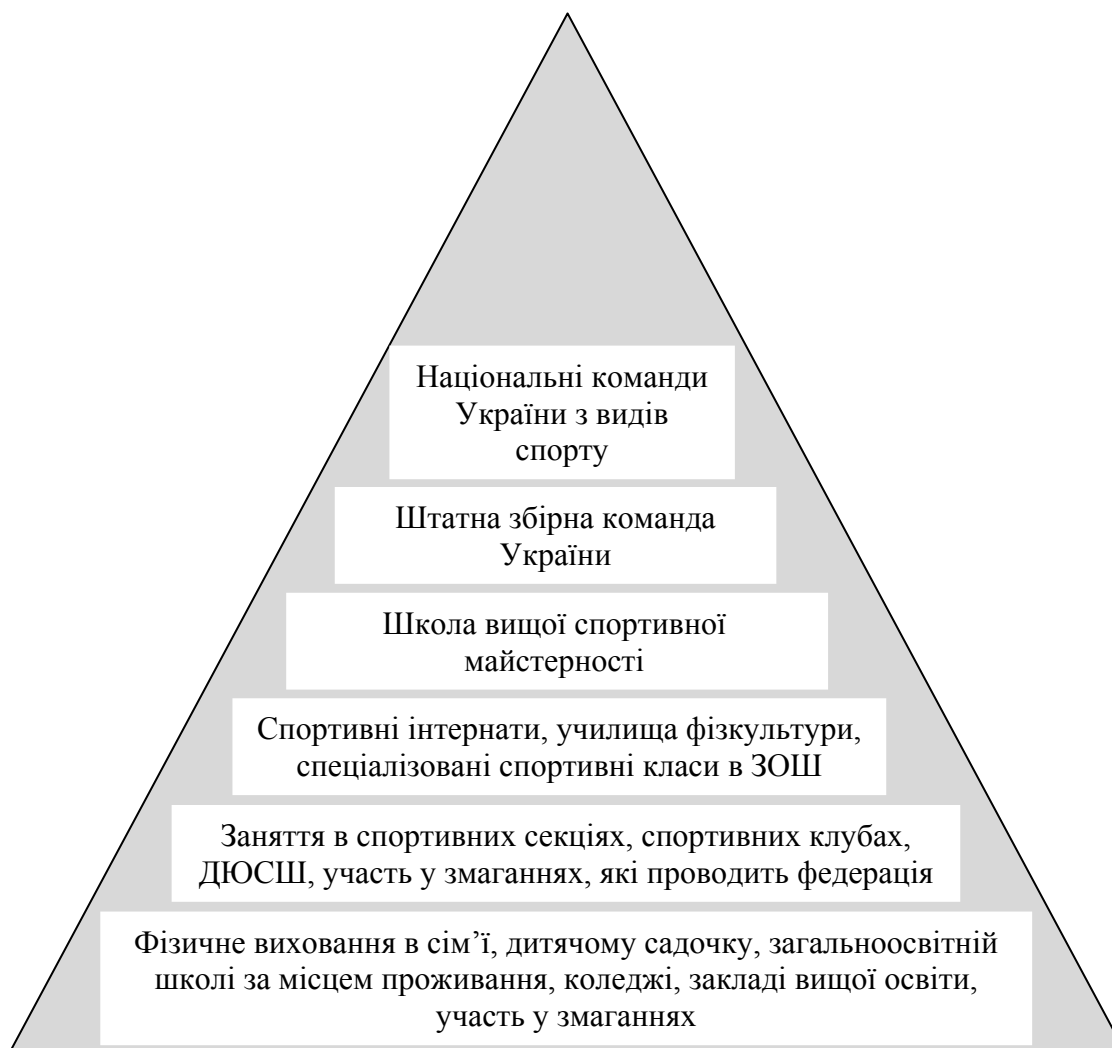 Національні команди
України з видів
спорту
Штатна збірна команда
України
Школа вищої спортивної
майстерності
Спортивні інтернати, училища фізкультури,
спеціалізовані спортивні класи в ЗОШ
Заняття в спортивних секціях, спортивних клубах,
ДЮСШ, участь у змаганнях, які проводить федерація
Фізичне виховання в сім’ї, дитячому садочку, загальноосвітній
школі за місцем проживання, коледжі, закладі вищої освіти,
участь у змаганнях